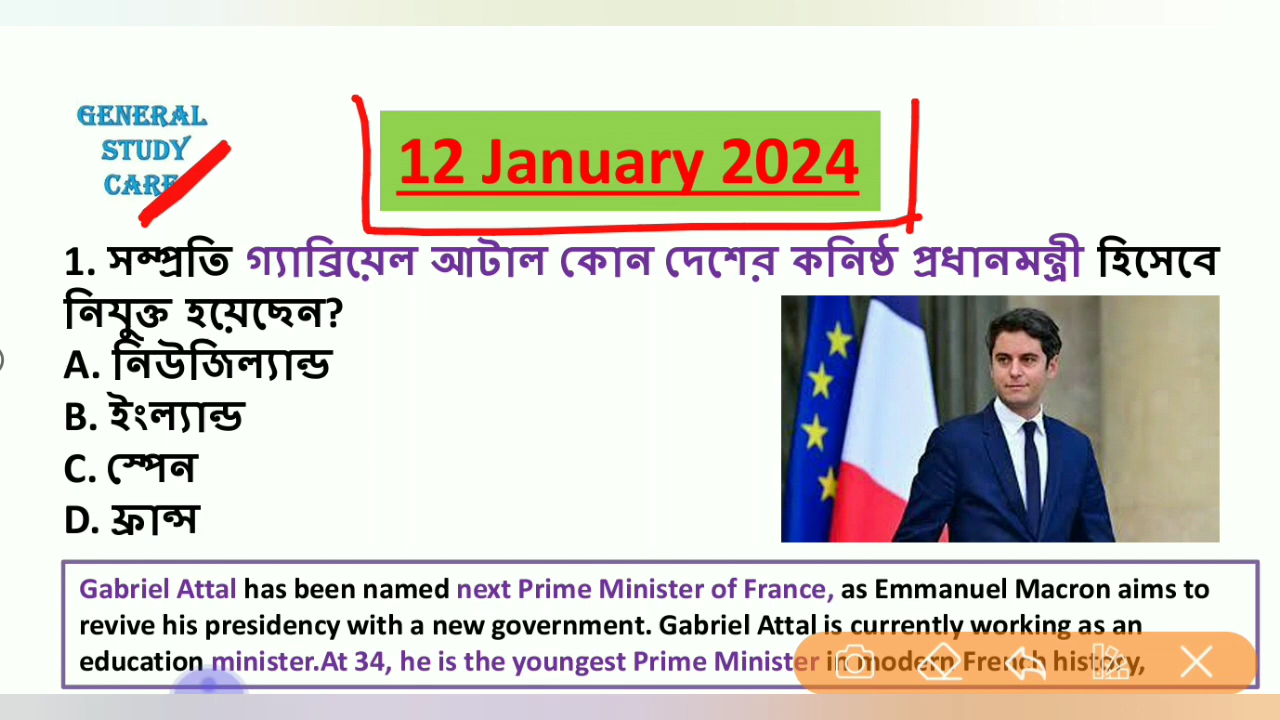 GENERAL
STUDY
CARE
12 January 2024
1. সম্প্রতি গ্যাব্রিয়েল আটাল কোন দেশের কনিষ্ঠ প্রধানমন্ত্রী হিসেবে
নিযুক্ত হয়েছেন?
A. নিউজিল্যান্ড
B. ইংল্যান্ড
C. স্পেন
D. ফ্রান্স
Gabriel Attal has been named next Prime Minister of France, as Emmanuel Macron aims to
revive his presidency with a new government. Gabriel Attal is currently working as an
education minister.At 34, he is the youngest Prime Minister in modern French history,